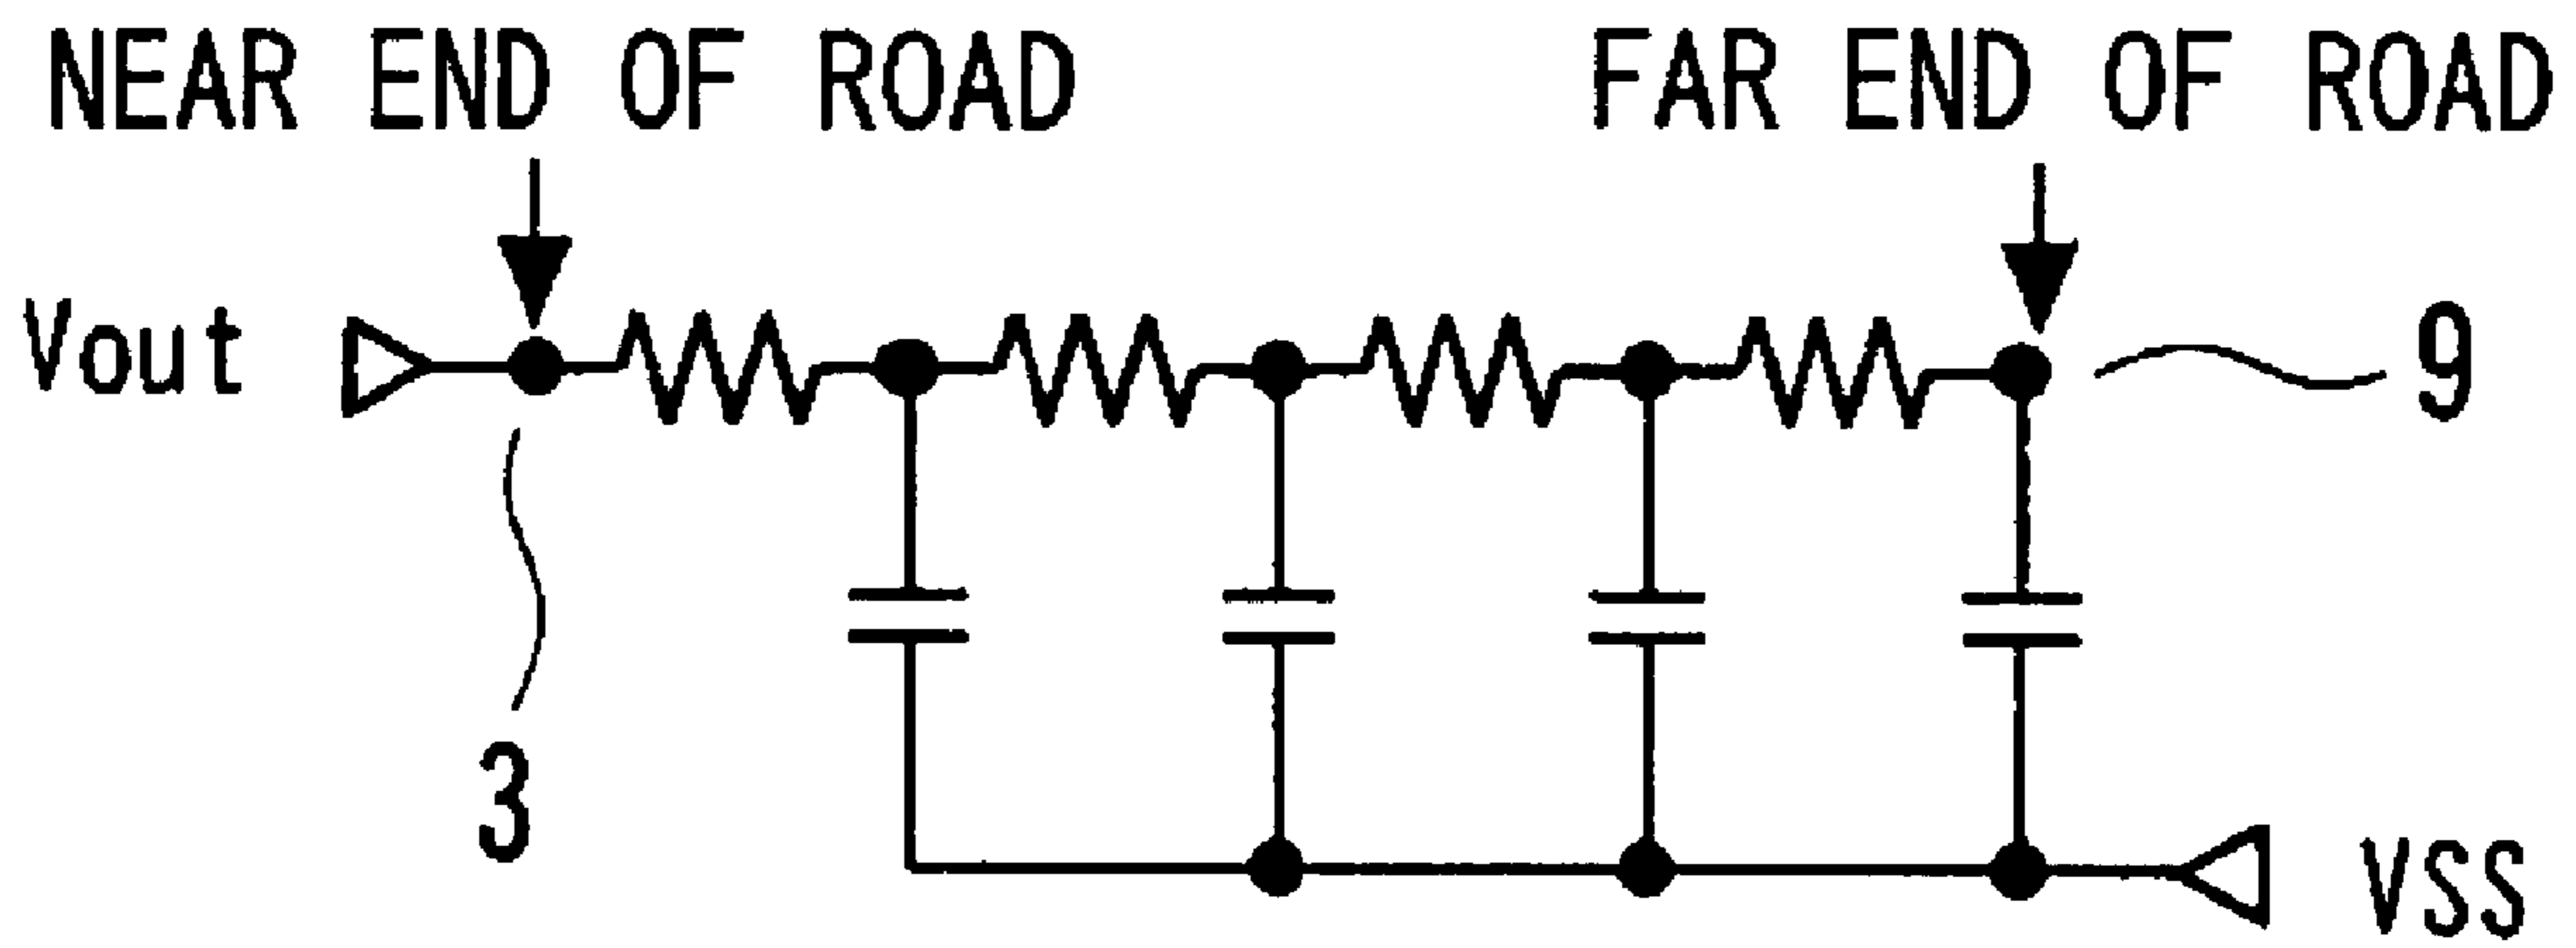 NEAR END OF ROAD
FAR END OF ROAD
Vout
9
3
VSS